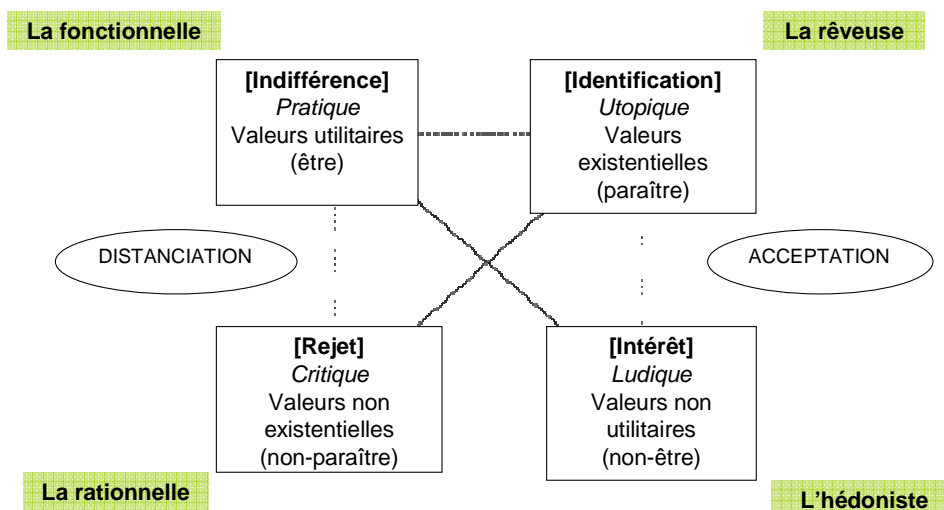 La fonctionnelle
La rêveuse
[Indifférence]
Pratique
Valeurs utilitaires
(être)
[Identification]
Utopique
Valeurs
existentielles
(paraître)
DISTANCIATION
ACCEPTATION
[Rejet]
Critique
Valeurs non
existentielles
(non-paraître)
[Intérêt]
Ludique
Valeurs non
utilitaires
(non-être)
La rationnelle
L'hédoniste